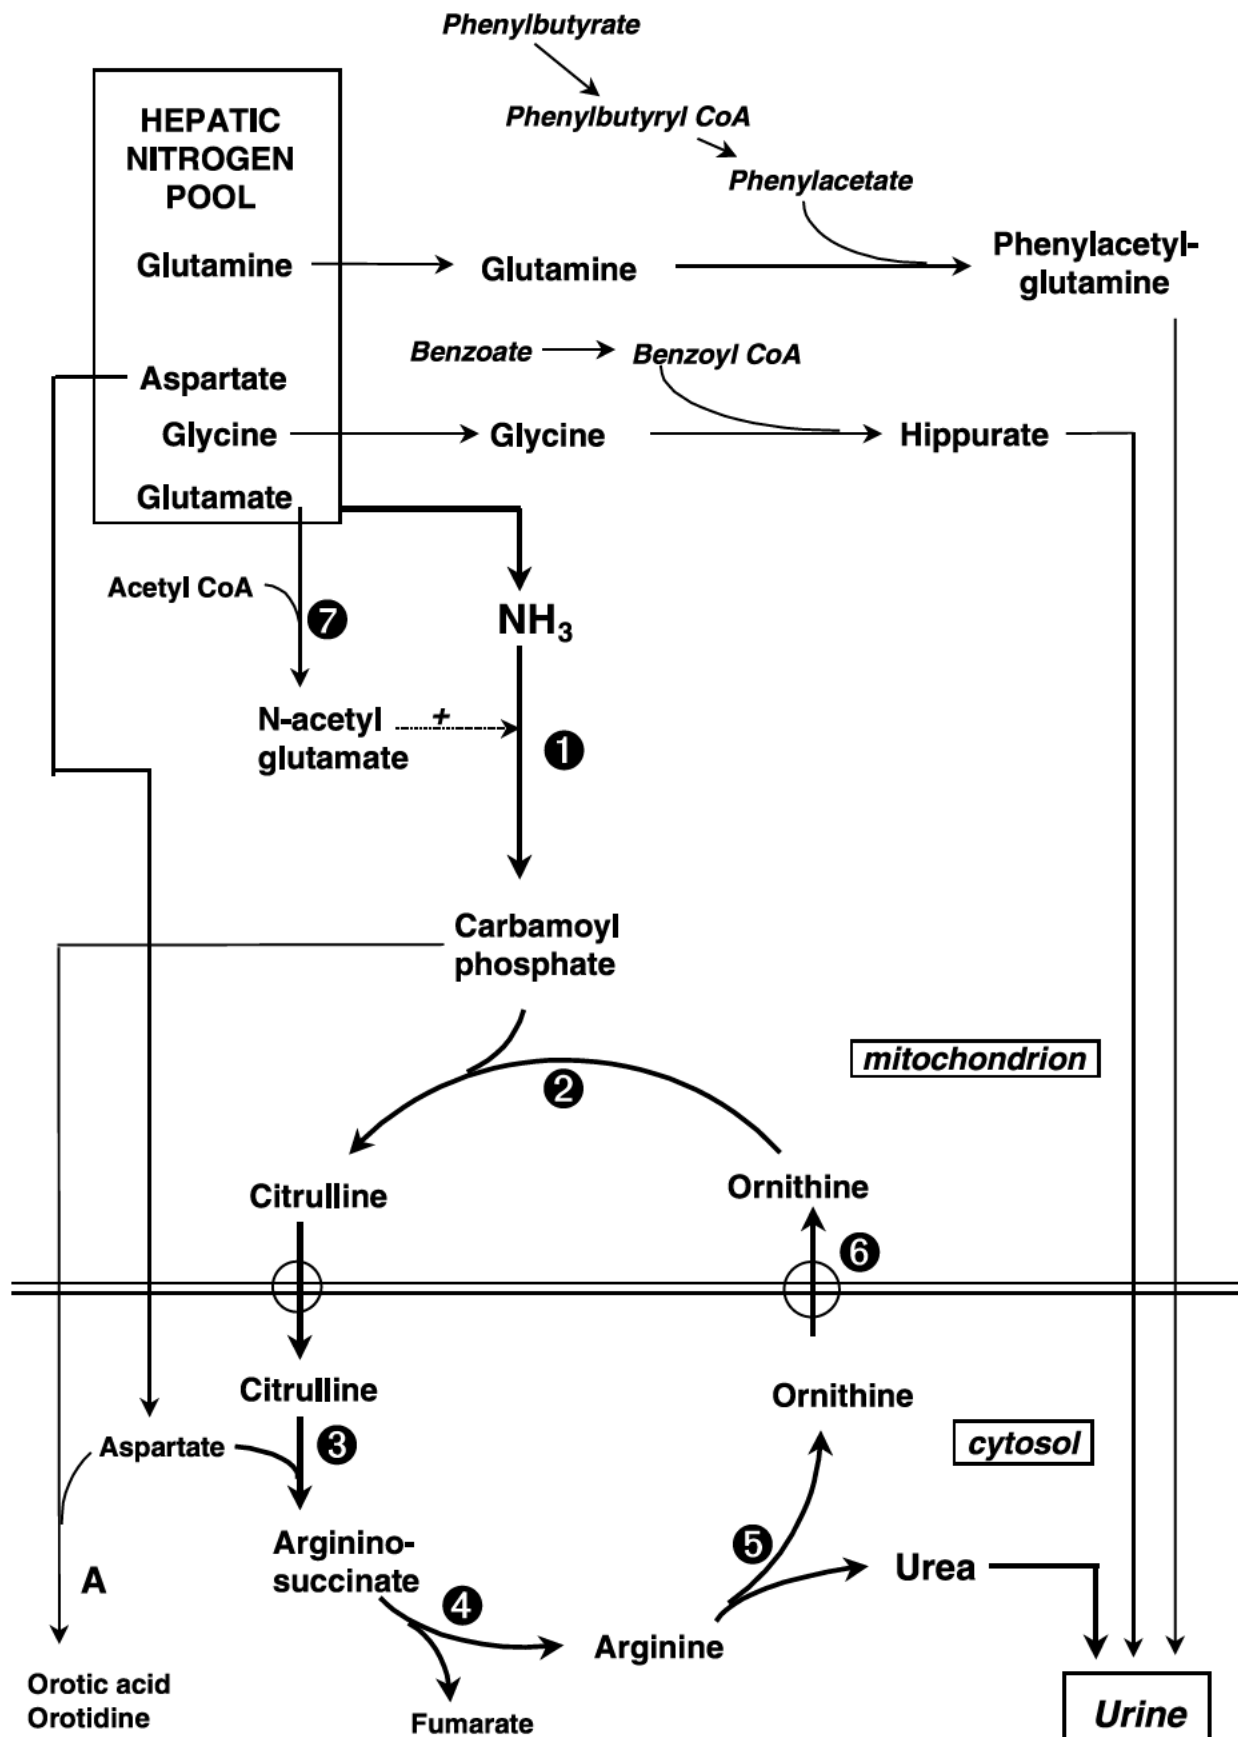 Phenylbutyrate
HEPATIC
NITROGEN
POOL
Phenylbutyryl CoA
Phenylacetate
Glutamine
Glutamine
Phenylacetyl-
glutamine
Benzoate
Benzoyl CoA
Aspartate
Glycine
Glycine
Hippurate
Glutamate
Acetyl CoA
7
NH₃
N-acetyl
glutamate
+
1
Carbamoyl
phosphate
mitochondrion
2
Citrulline
Ornithine
6
Citrulline
Ornithine
Aspartate
3
cytosol
Arginino-
succinate
5
Urea
A
4
Arginine
Orotic acid
Orotidine
Fumarate
Urine